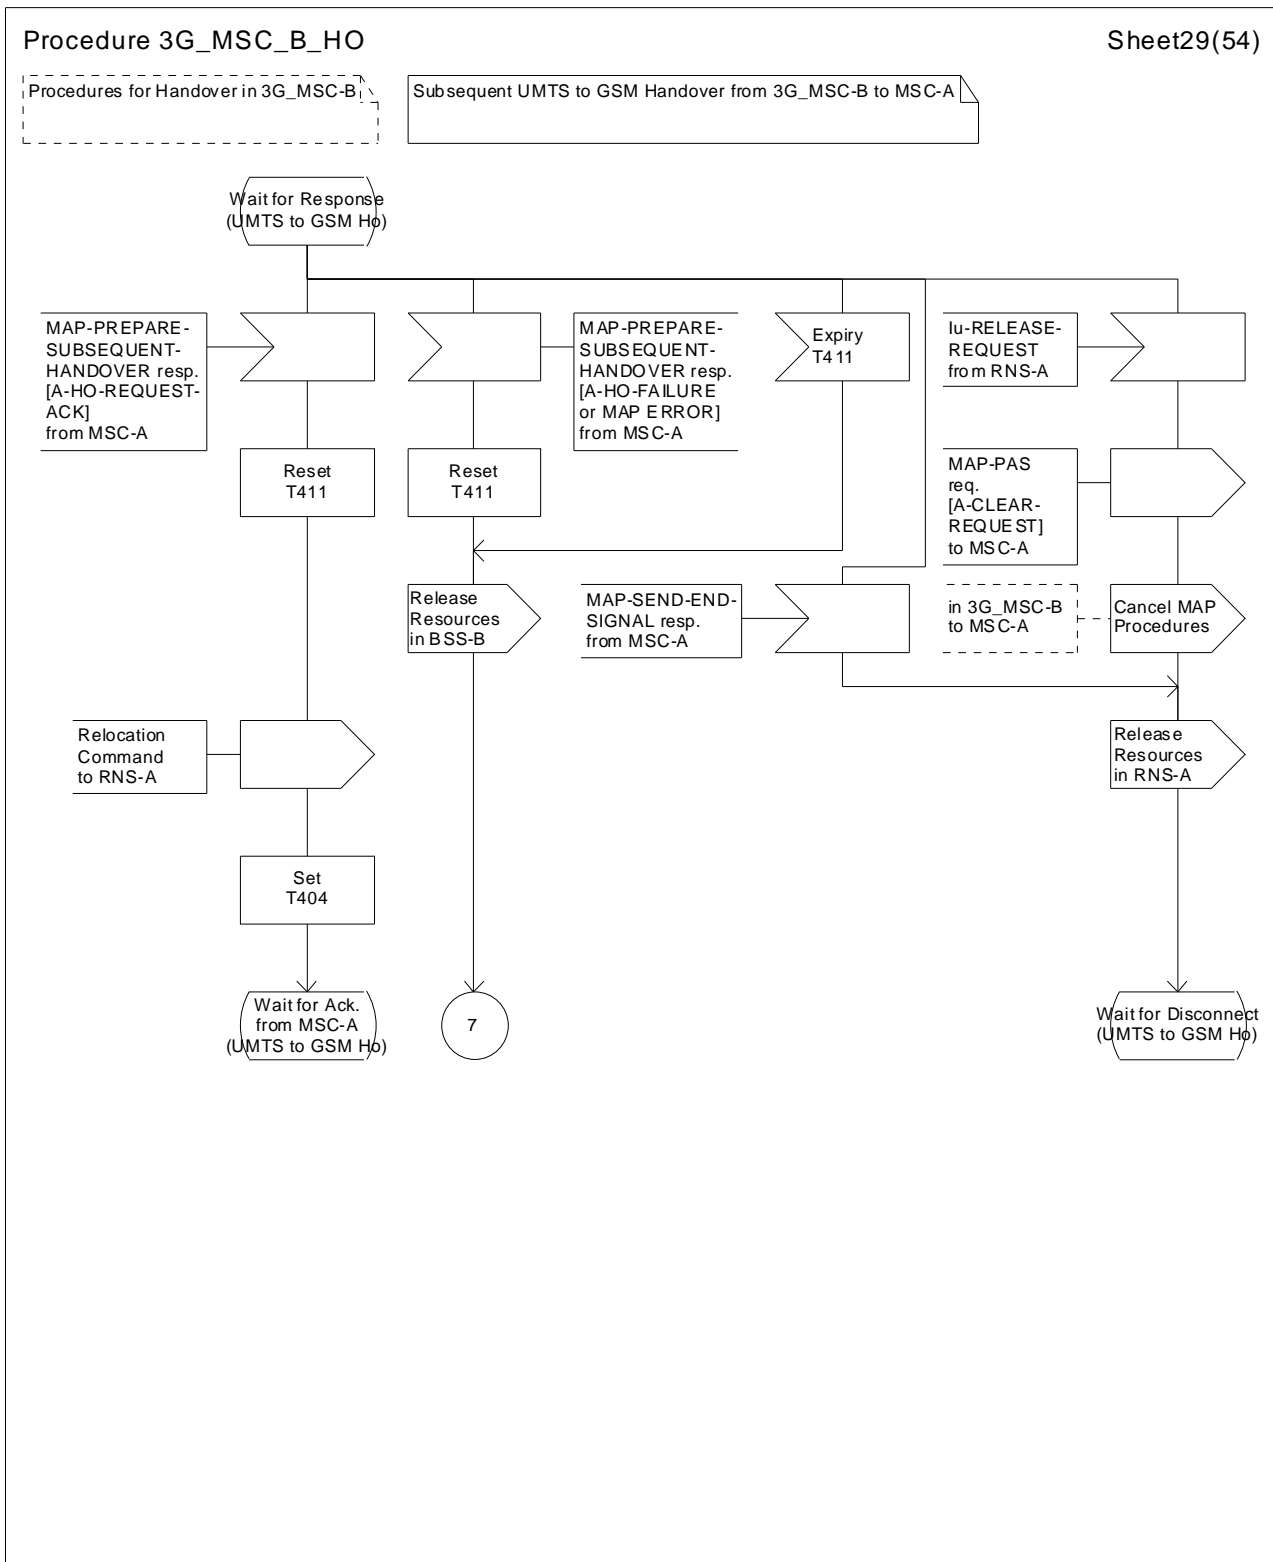 Procedure 3G_MSC_B_HO
Sheet29(54)
Procedures for Handover in 3G_MSC-B
Subsequent UMTS to GSM Handover from 3G_MSC-B to MSC-A
Wait for Response
(UMTS to GSM Ho)
MAP-PREPARE-
SUBSEQUENT-
HANDOVER resp.
[A-HO-REQUEST-
ACK]
from MSC-A
MAP-PREPARE-
SUBSEQUENT-
HANDOVER resp.
[A-HO-FAILURE
or MAP ERROR]
from MSC-A
Expiry
T411
Iu-RELEASE-
REQUEST
from RNS-A
Reset
T411
Reset
T411
MAP-PAS
req.
[A-CLEAR-
REQUEST]
to MSC-A
Release
Resources
in BSS-B
MAP-SEND-END-
SIGNAL resp.
from MSC-A
in 3G_MSC-B
to MSC-A
Cancel MAP
Procedures
Relocation
Command
to RNS-A
Release
Resources
in RNS-A
Set
T404
Wait for Ack.
from MSC-A
(UMTS to GSM Ho)
7
Wait for Disconnect
(UMTS to GSM Ho)